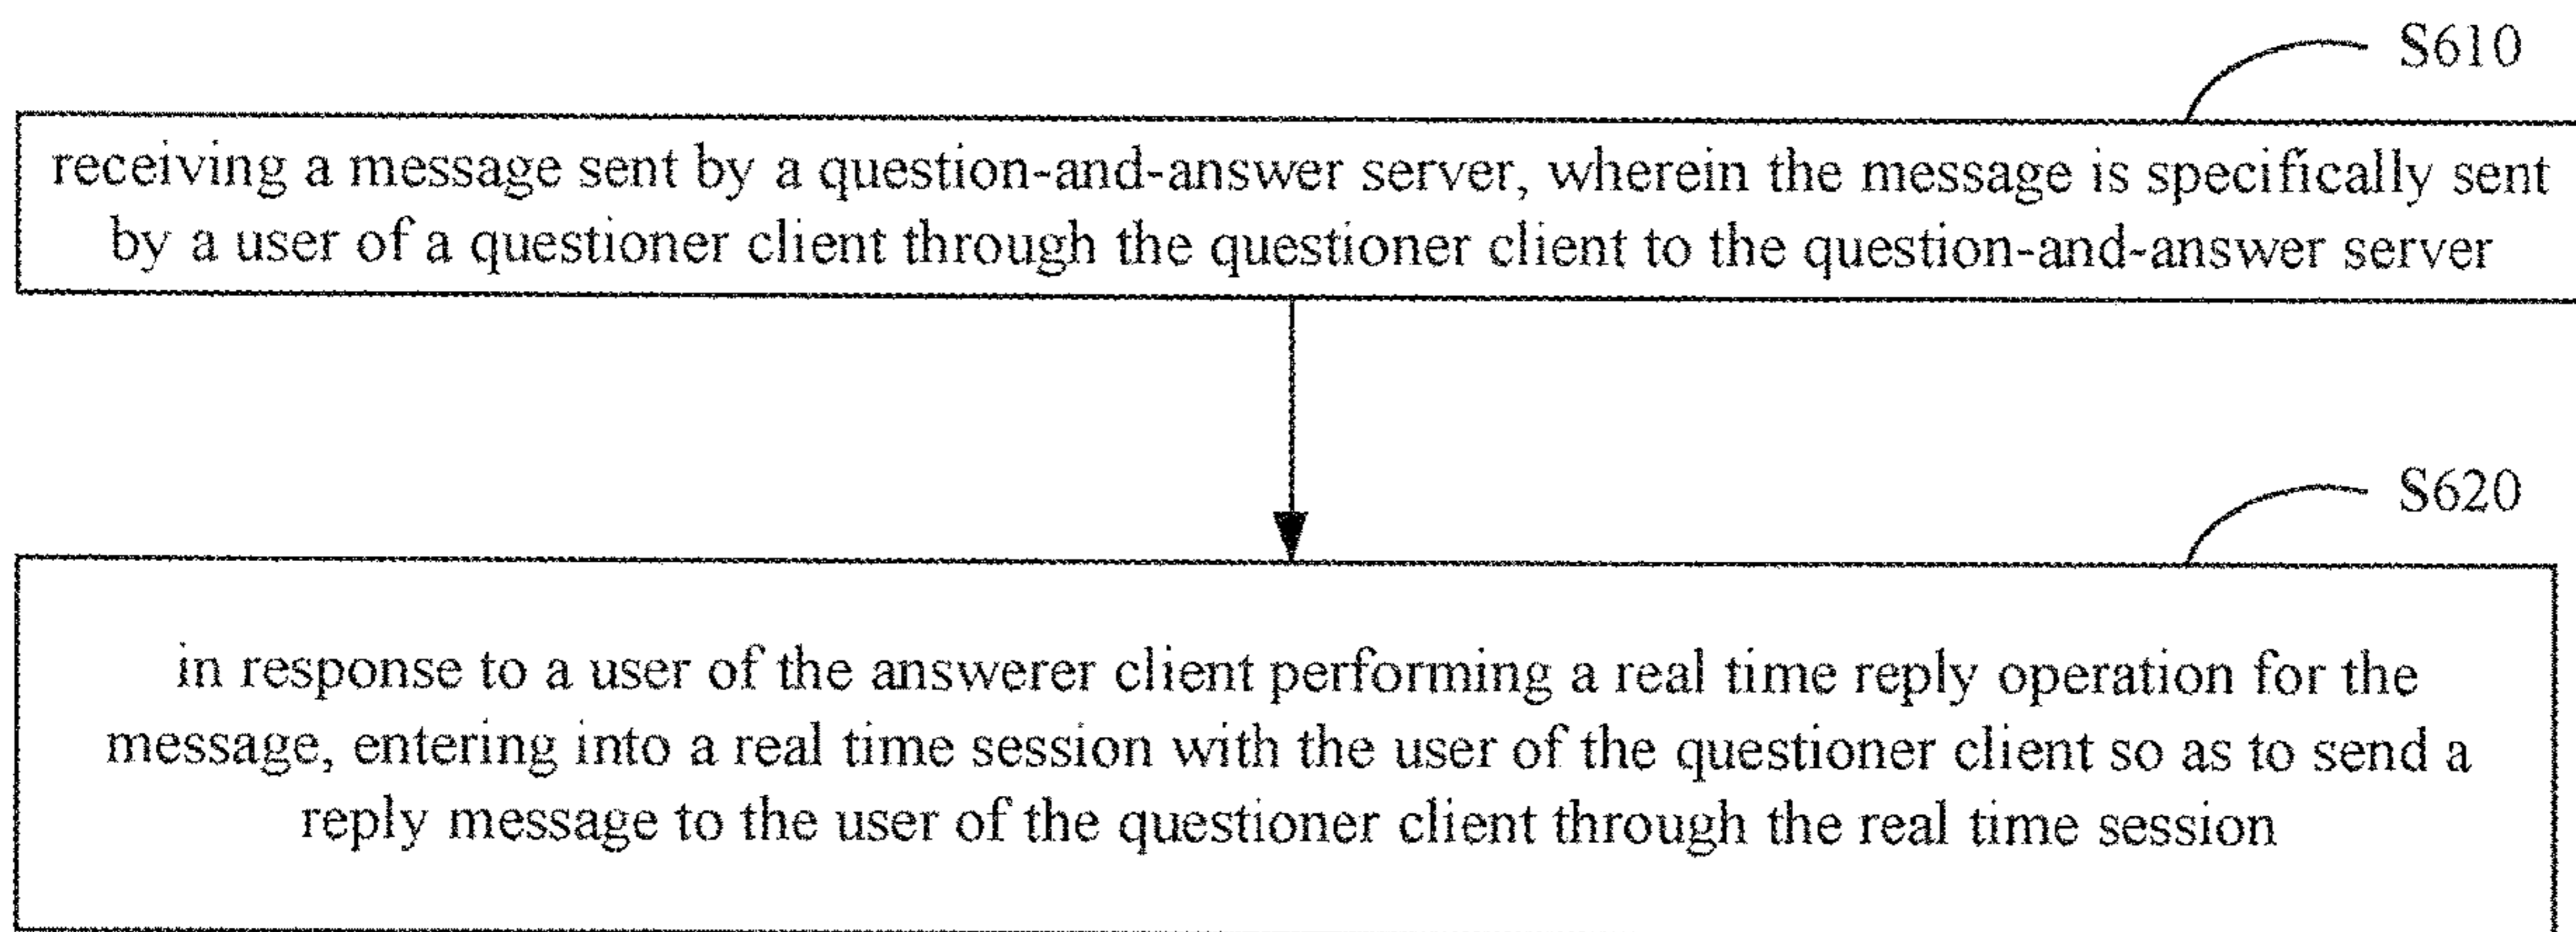 S610
receiving a message sent by a question-and-answer server, wherein the message is specifically sent
by a user of a questioner client through the questioner client to the question-and-answer server
S620
in response to a user of the answerer client performing a real time reply operation for the
message, entering into a real time session with the user of the questioner client so as to send a
reply message to the user of the questioner client through the real time session